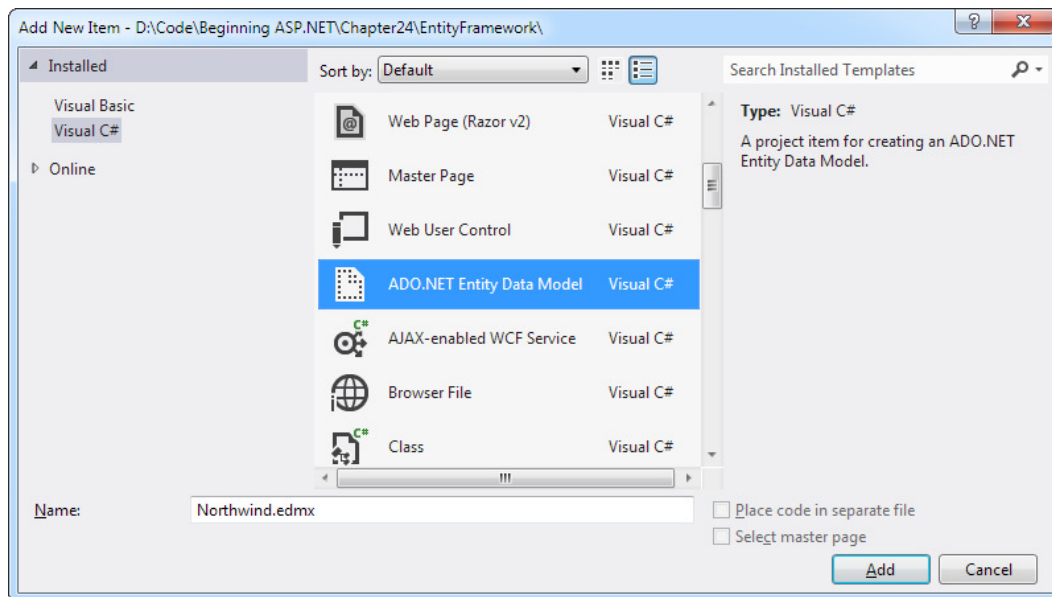 Add New Item - D:\Code\Beginning ASP.NET\Chapter24\EntityFramework\
Installed
Visual Basic
Visual C#
Online
Sort by: Default
Search Installed Templates
Web Page (Razor v2) Visual C#
Master Page Visual C#
Web User Control Visual C#
ADO.NET Entity Data Model Visual C#
C#
AJAX-enabled WCF Service Visual C#
Browser File Visual C#
C#
Class Visual C#
Type: Visual C#
A project item for creating an ADO.NET
Entity Data Model.
Name: Northwind.edmx
Place code in separate file
Select master page
Add Cancel